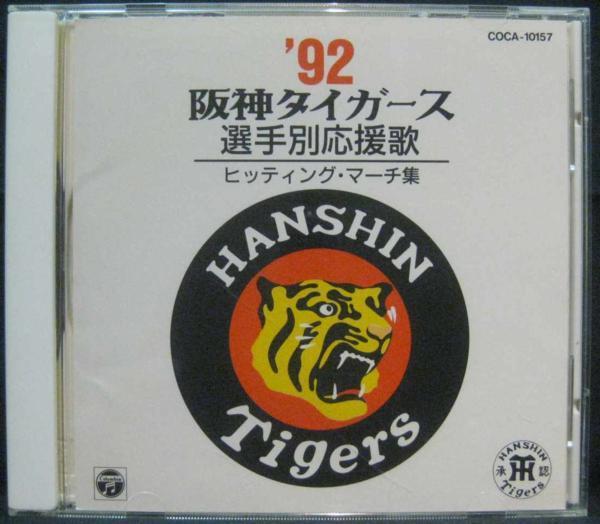 COCA-10157
'92
阪神タイガース
選手別応援歌
ヒッティング・マーチ集
HANSHIN
Tigers
Columbia
HANSHIN
承 認
Tigers